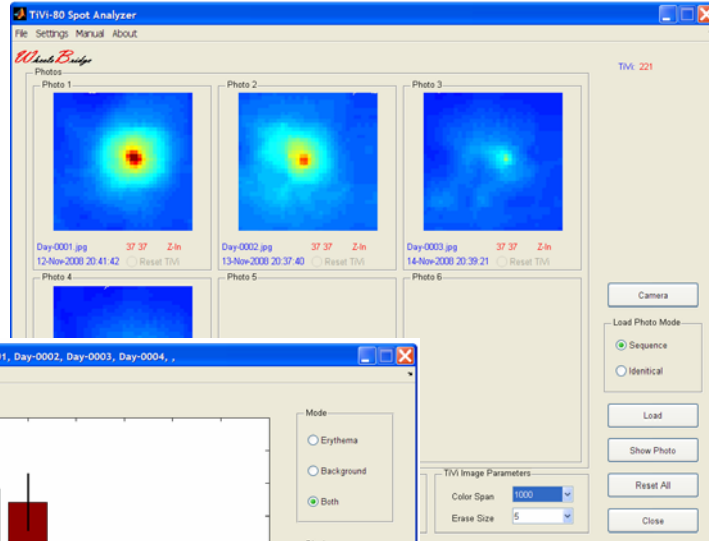 TiVi-80 Spot Analyzer
File Settings Manual About
WheelsBridge
TiVi: 221
Photos
Photo 1
Photo 2
Photo 3
Day-0001.jpg 37 37 Z-In
12-Nov-2008 20:41:42 Reset TiVi
Day-0002.jpg 37 37 Z-In
13-Nov-2008 20:37:40 Reset TiVi
Day-0003.jpg 37 37 Z-In
14-Nov-2008 20:39:21 Reset TiVi
Photo 4
Photo 5
Photo 6
Camera
Load Photo Mode
Sequence
Idenitical
Load
Show Photo
Reset All
Close
TiVi Image Parameters
Color Span 1000
Erase Size 5
01, Day-0002, Day-0003, Day-0004, ,
Mode
Erythema
Background
Both